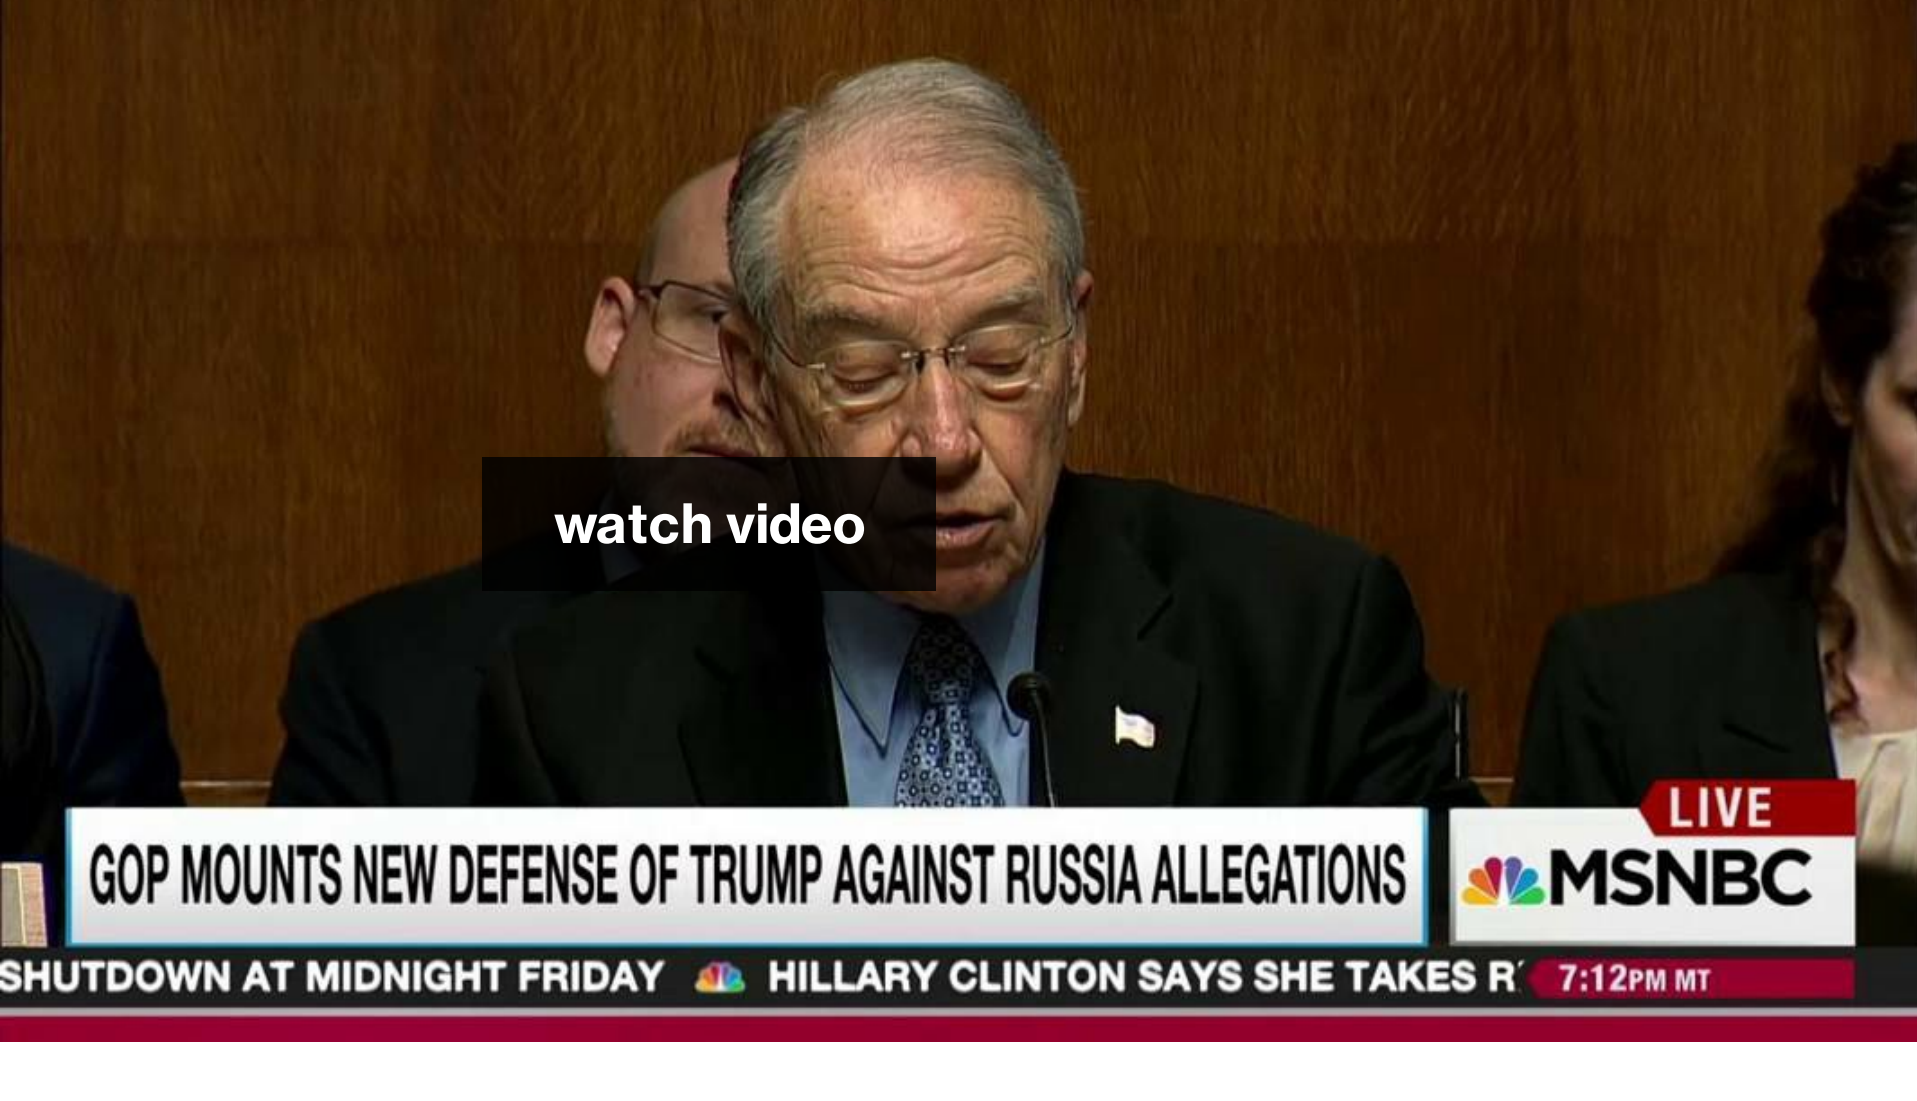 watch video
LIVE
GOP MOUNTS NEW DEFENSE OF TRUMP AGAINST RUSSIA ALLEGATIONS
MSNBC
SHUTDOWN AT MIDNIGHT FRIDAY HILLARY CLINTON SAYS SHE TAKES
7:12PM MT